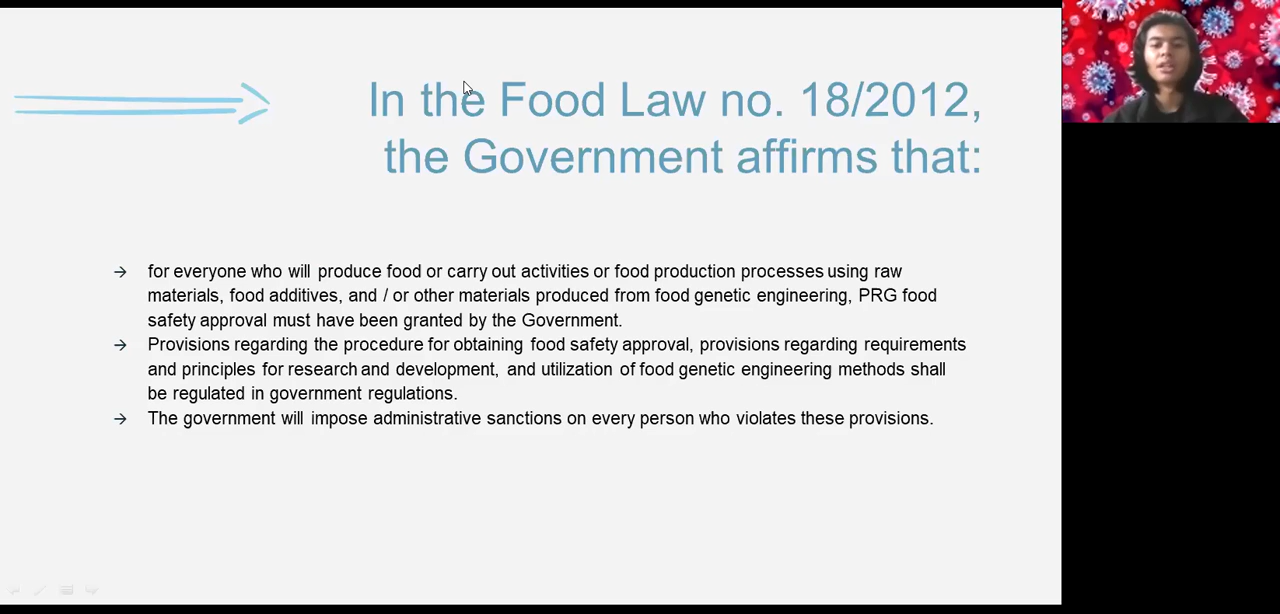 In the Food Law no. 18/2012,
the Government affirms that:
→ for everyone who will produce food or carry out activities or food production processes using raw
materials, food additives, and / or other materials produced from food genetic engineering, PRG food
safety approval must have been granted by the Government.
→ Provisions regarding the procedure for obtaining food safety approval, provisions regarding requirements
and principles for research and development, and utilization of food genetic engineering methods shall
be regulated in government regulations.
→ The government will impose administrative sanctions on every person who violates these provisions.